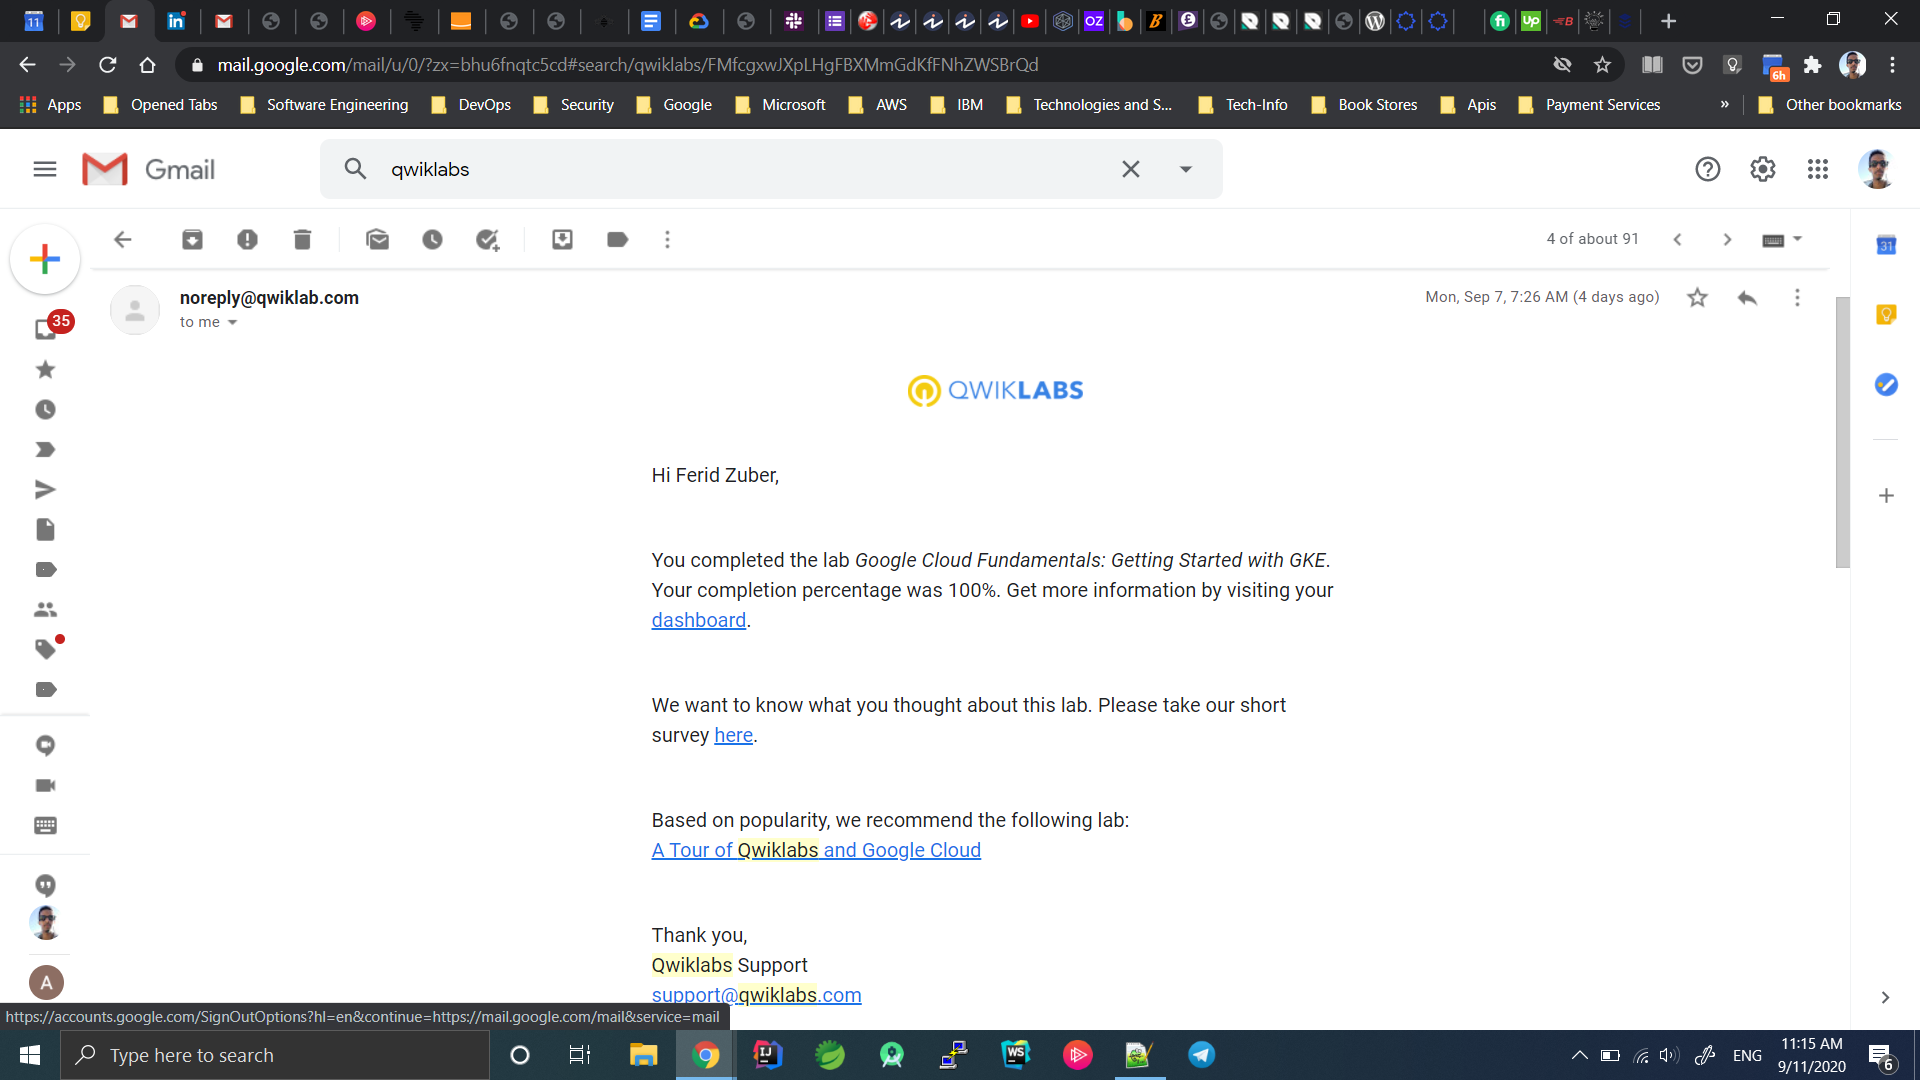 mail.google.com/mail/u/0/?zx=bhu6fnqtc5cd#search/qwiklabs/FMfcgxwJXpLHgFBXMmGdKfFNhZWSBrQd
6h
Apps Opened Tabs Software Engineering DevOps Security Google Microsoft AWS IBM Technologies and S... Tech-Info Book Stores Apis Payment Services » Other bookmarks
Gmail
qwiklabs
4 of about 91
noreply@qwiklab.com
Mon, Sep 7, 7:26 AM (4 days ago)
to me
35
31
QWIKLABS
Hi Ferid Zuber,
You completed the lab Google Cloud Fundamentals: Getting Started with GKE.
Your completion percentage was 100%. Get more information by visiting your
dashboard.
We want to know what you thought about this lab. Please take our short
survey here.
Based on popularity, we recommend the following lab:
A Tour of Qwiklabs and Google Cloud
Thank you,
Qwiklabs Support
support@qwiklabs.com
A
https://accounts.google.com/SignOutOptions?hl=en&continue=https://mail.google.com/mail&service=mail
Type here to search
ENG
11:15 AM
9/11/2020
6